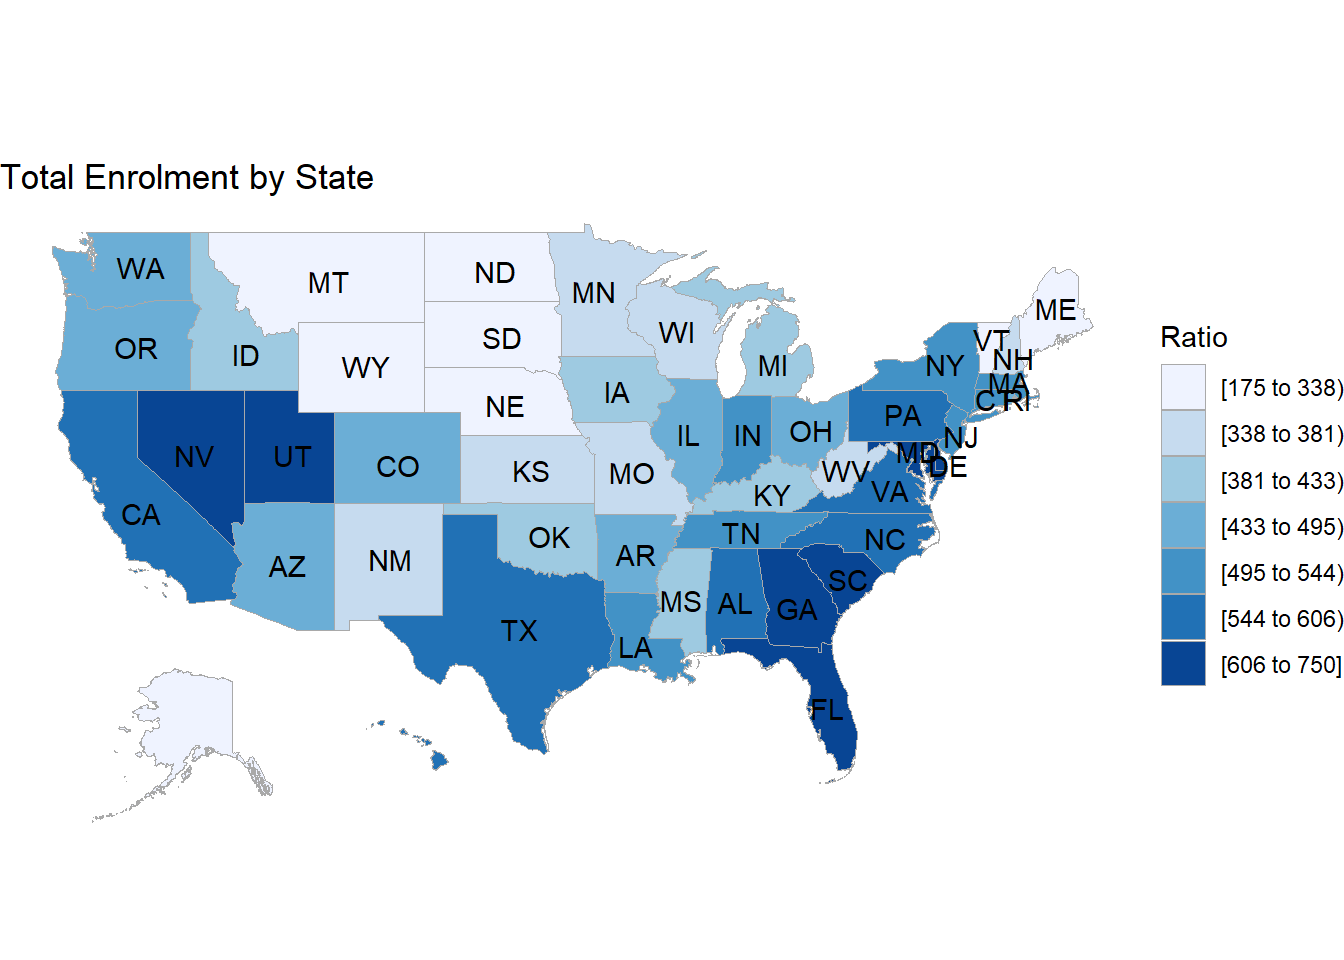 Total Enrolment by State
WA
MT
ND
MN
ME
OR
ID
WY
SD
WI
MI
NY
VT
NH
MA
CT
RI
NE
IA
PA
NJ
NV
UT
CO
KS
MO
IL
IN
OH
WV
MD
DE
VA
KY
CA
AZ
NM
OK
AR
TN
NC
TX
LA
MS
AL
GA
SC
FL
Ratio
[175 to 338)
[338 to 381)
[381 to 433)
[433 to 495)
[495 to 544)
[544 to 606)
[606 to 750]